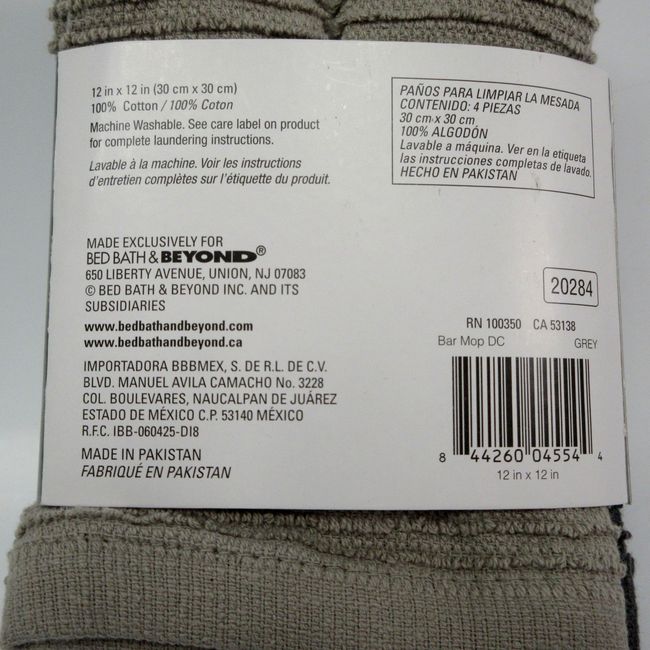 12 in x 12 in (30 cm x 30 cm)
100% Cotton / 100% Coton
Machine Washable. See care label on product
for complete laundering instructions.
Lavable à la machine. Voir les instructions
d'entretien complètes sur l'étiquette du produit.
PAÑOS PARA LIMPIAR LA MESADA
CONTENIDO: 4 PIEZAS
30 cm x 30 cm
100% ALGODÓN
Lavable a máquina. Ver en la etiqueta
las instrucciones completas de lavado.
HECHO EN PAKISTAN
MADE EXCLUSIVELY FOR
BED BATH & BEYOND®
650 LIBERTY AVENUE, UNION, NJ 07083
© BED BATH & BEYOND INC. AND ITS
SUBSIDIARIES
www.bedbathandbeyond.com
www.bedbathandbeyond.ca
IMPORTADORA BBBMEX, S. DE R.L. DE C.V.
BLVD. MANUEL AVILA CAMACHO No. 3228
COL. BOULEVARES, NAUCALPAN DE JUÁREZ
ESTADO DE MÉXICO C.P. 53140 MÉXICO
R.F.C. IBB-060425-DI8
MADE IN PAKISTAN
FABRIQUÉ EN PAKISTAN
20284
RN 100350 CA 53138
Bar Mop DC GREY
8 44260 04554 4
12 in x 12 in